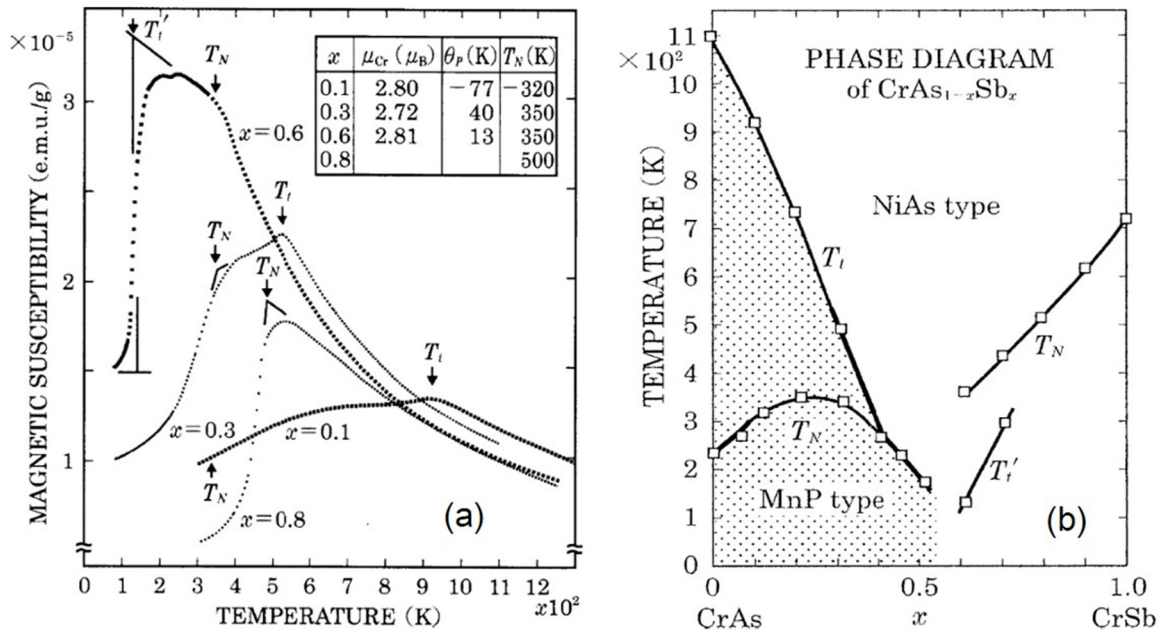 ×10⁻⁵
MAGNETIC SUSCEPTIBILITY (e.m.u./g)
3
2
1
T_t'
T_N
x=0.6
T_t
T_N
T_N
T_t
x=0.3
x=0.1
T_N
x=0.8
(a)
x μ_Cr (μ_B) θ_P (K) T_N (K)
0.1 2.80 −77 −320
0.3 2.72 40 350
0.6 2.81 13 350
0.8 500
0 1 2 3 4 5 6 7 8 9 10 11 12
x10²
TEMPERATURE (K)
×10²
TEMPERATURE (K)
11
10
9
8
7
6
5
4
3
2
1
0
PHASE DIAGRAM
of CrAs₁₋ₓSbₓ
NiAs type
T_t
T_N
T_N
T_t'
MnP type
(b)
0 0.5 1.0
CrAs x CrSb